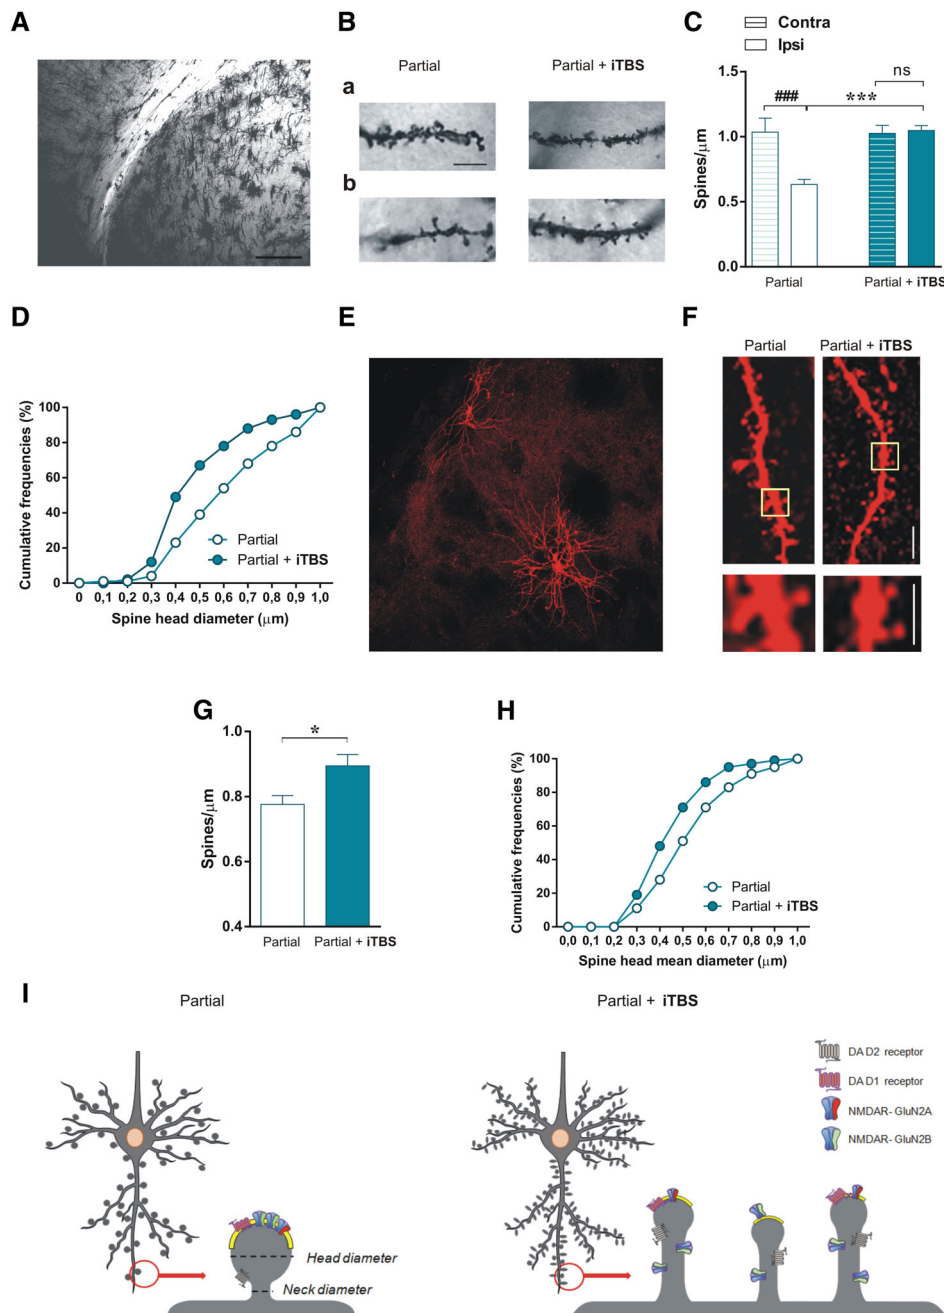 A
B
Partial
Partial + iTBS
a
b
C
Contra
Ipsi
ns
###
***
Spines/μm
1.5
1.0
0.5
0.0
Partial
Partial + iTBS
D
Cumulative frequencies (%)
100
80
60
40
20
0
Partial
Partial + iTBS
0 0,1 0,2 0,3 0,4 0,5 0,6 0,7 0,8 0,9 1,0
Spine head diameter (μm)
E
F
Partial
Partial + iTBS
G
*
Spines/μm
1.0
0.8
0.6
0.4
Partial
Partial + iTBS
H
Cumulative frequencies (%)
100
80
60
40
20
0
Partial
Partial + iTBS
0,0 0,1 0,2 0,3 0,4 0,5 0,6 0,7 0,8 0,9 1,0
Spine head mean diameter (μm)
I
Partial
Partial + iTBS
DA D2 receptor
DA D1 receptor
NMDAR- GluN2A
NMDAR- GluN2B
Head diameter
Neck diameter